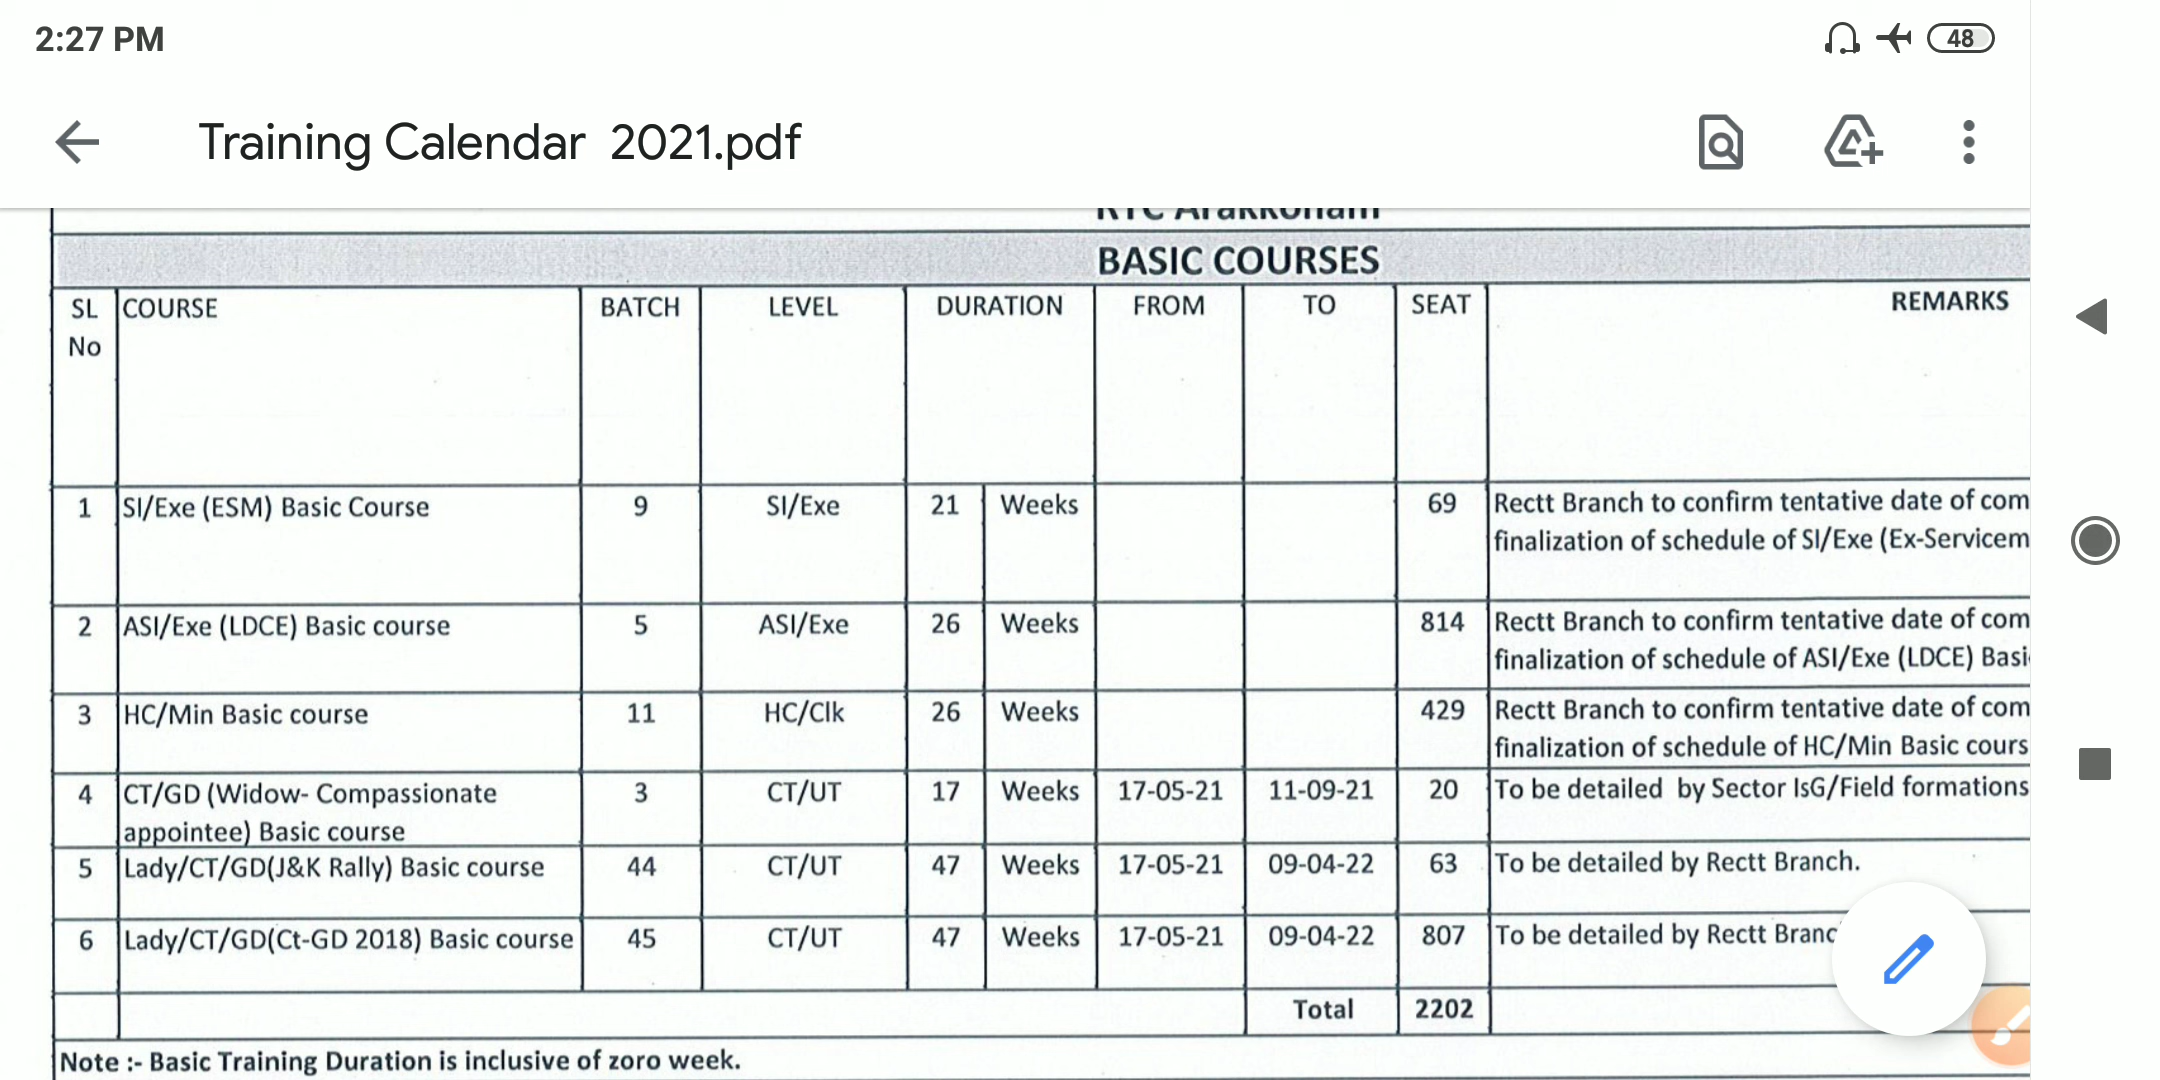 2:27 PM
48
Training Calendar 2021.pdf
RTC Arakkonam
BASIC COURSES
SL No COURSE BATCH LEVEL DURATION FROM TO SEAT REMARKS
1 SI/Exe (ESM) Basic Course 9 SI/Exe 21 Weeks 69 Rectt Branch to confirm tentative date of com
finalization of schedule of SI/Exe (Ex-Servicem
2 ASI/Exe (LDCE) Basic course 5 ASI/Exe 26 Weeks 814 Rectt Branch to confirm tentative date of com
finalization of schedule of ASI/Exe (LDCE) Basi
3 HC/Min Basic course 11 HC/Clk 26 Weeks 429 Rectt Branch to confirm tentative date of com
finalization of schedule of HC/Min Basic cours
4 CT/GD (Widow- Compassionate 3 CT/UT 17 Weeks 17-05-21 11-09-21 20 To be detailed by Sector IsG/Field formations
appointee) Basic course
5 Lady/CT/GD(J&K Rally) Basic course 44 CT/UT 47 Weeks 17-05-21 09-04-22 63 To be detailed by Rectt Branch.
6 Lady/CT/GD(Ct-GD 2018) Basic course 45 CT/UT 47 Weeks 17-05-21 09-04-22 807 To be detailed by Rectt Branc
Total 2202
Note :- Basic Training Duration is inclusive of zoro week.